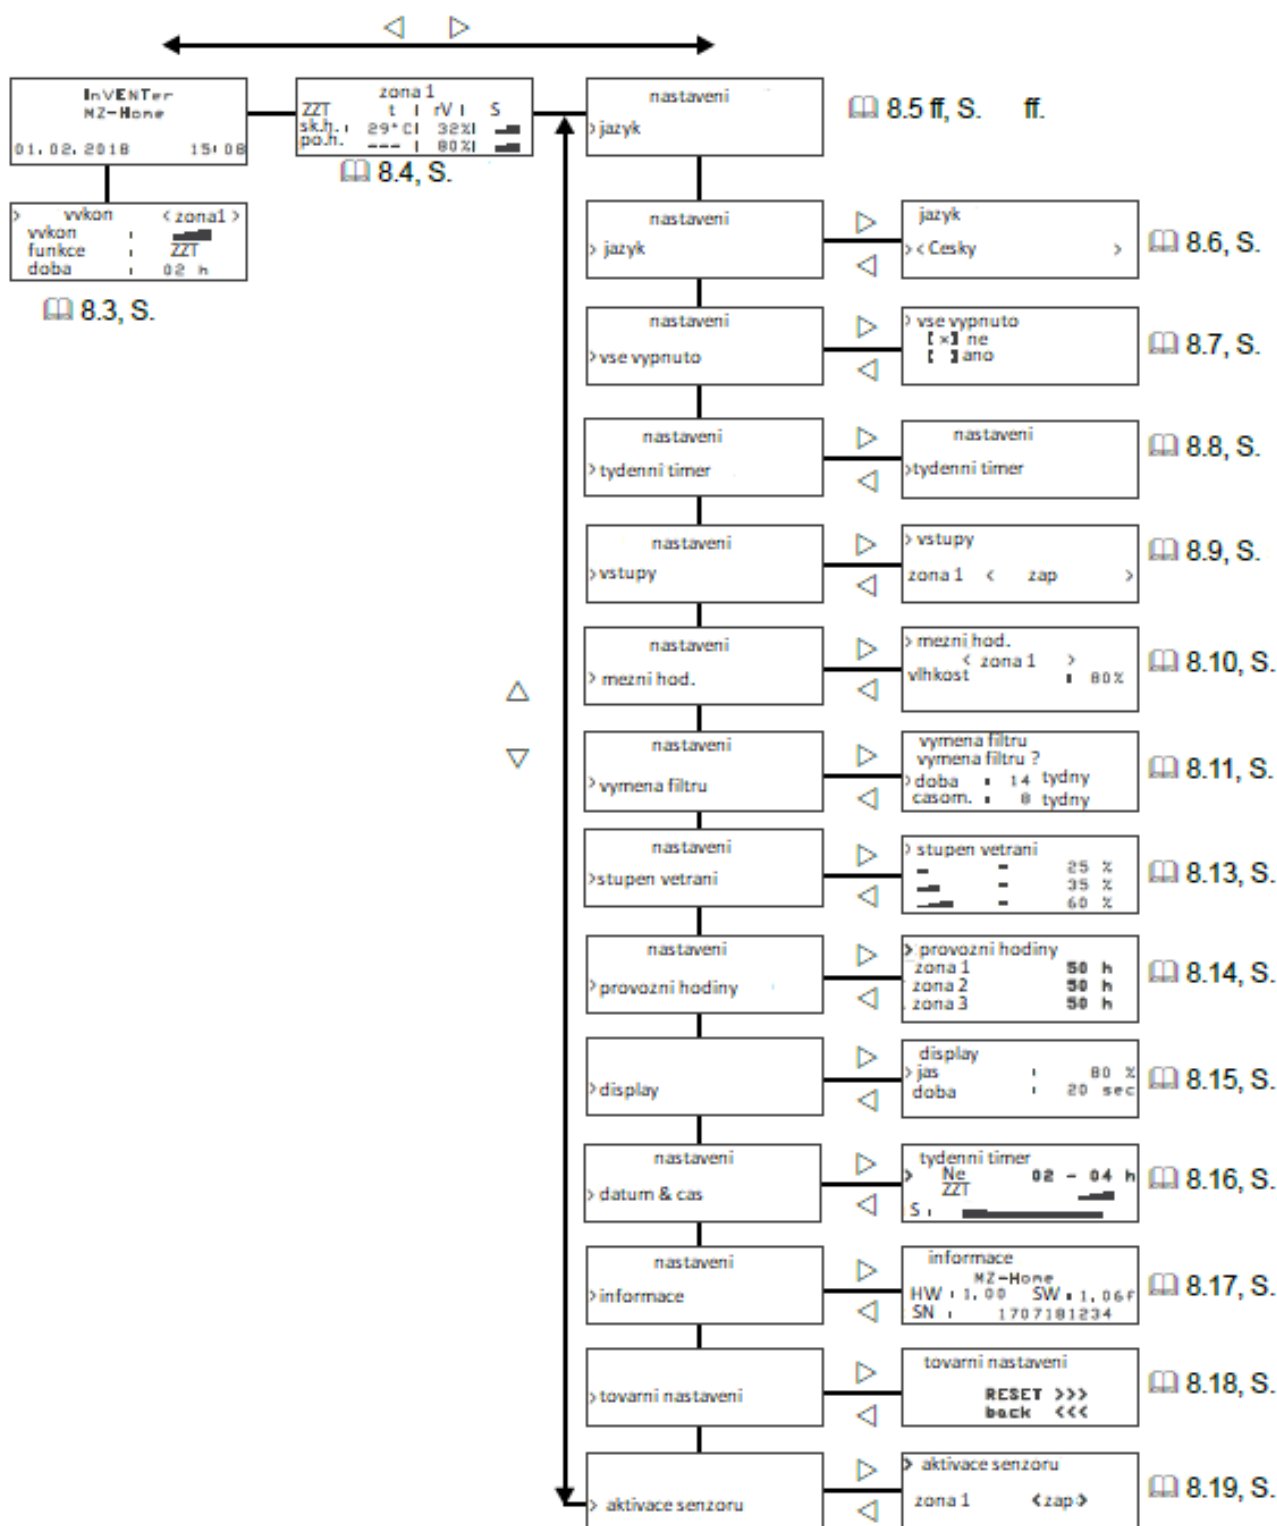 InVENTer
MZ-Home
01.02.2018 15:08
vvkon < zona1 >
vvkon :
funkce : ZZT
doba : 02 h
8.3, S.
zona 1
ZZT t | rV | S
sk.h. : 29°C| 32%|
po.h. --- | 80%|
8.4, S.
nastaveni
> jazyk
8.5 ff, S. ff.
nastaveni
> jazyk
jazyk
> < Cesky >
8.6, S.
nastaveni
> vse vypnuto
> vse vypnuto
[×] ne
[ ] ano
8.7, S.
nastaveni
> tydenni timer
nastaveni
>tydenni timer
8.8, S.
nastaveni
> vstupy
> vstupy
zona 1 < zap >
8.9, S.
nastaveni
> mezni hod.
> mezni hod.
< zona 1 >
vlhkost : 80%
8.10, S.
nastaveni
> vymena filtru
vymena filtru
vymena filtru ?
> doba : 14 tydny
casom. : 8 tydny
8.11, S.
nastaveni
>stupen vetrani
> stupen vetrani
= 25 %
= 35 %
= 60 %
8.13, S.
nastaveni
> provozni hodiny
> provozni hodiny
zona 1 50 h
zona 2 50 h
zona 3 50 h
8.14, S.
> display
display
> jas : 80 %
doba : 20 sec
8.15, S.
nastaveni
> datum & cas
tydenni timer
> Ne 02 - 04 h
ZZT
S :
8.16, S.
nastaveni
> informace
informace
MZ-Home
HW : 1.00 SW : 1.06f
SN : 1707181234
8.17, S.
> tovarni nastaveni
tovarni nastaveni
RESET >>>
back <<<
8.18, S.
> aktivace senzoru
> aktivace senzoru
zona 1 <zap>
8.19, S.